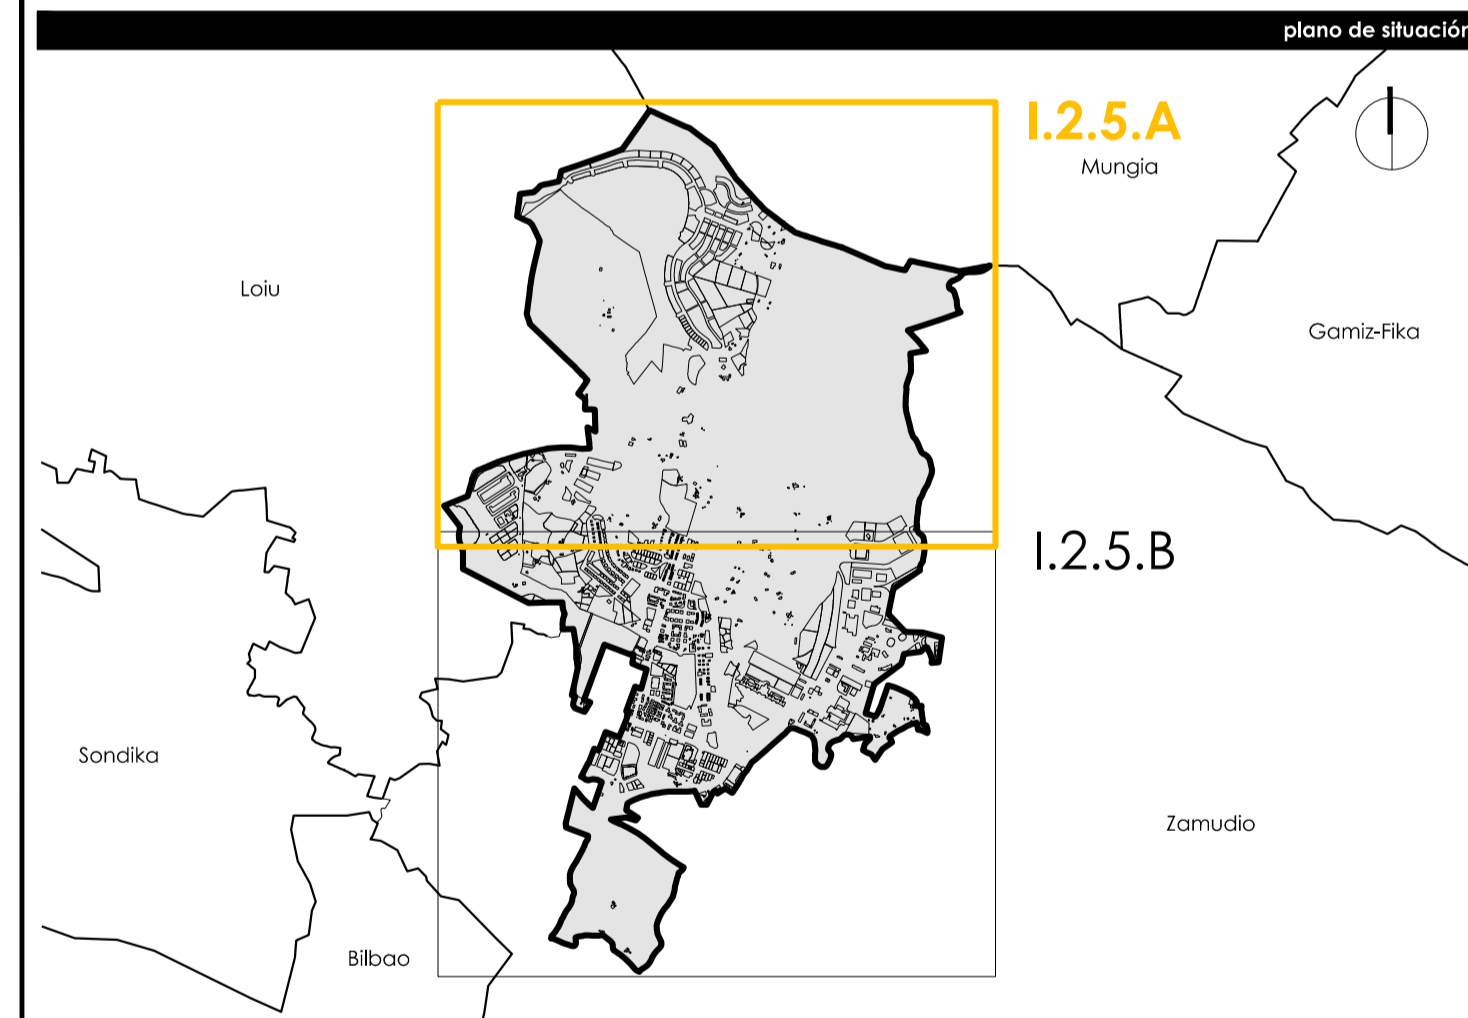 plano de situación
I.2.5.A
Mungia
Loiu
Gamiz-Fika
I.2.5.B
Sondika
Zamudio
Bilbao